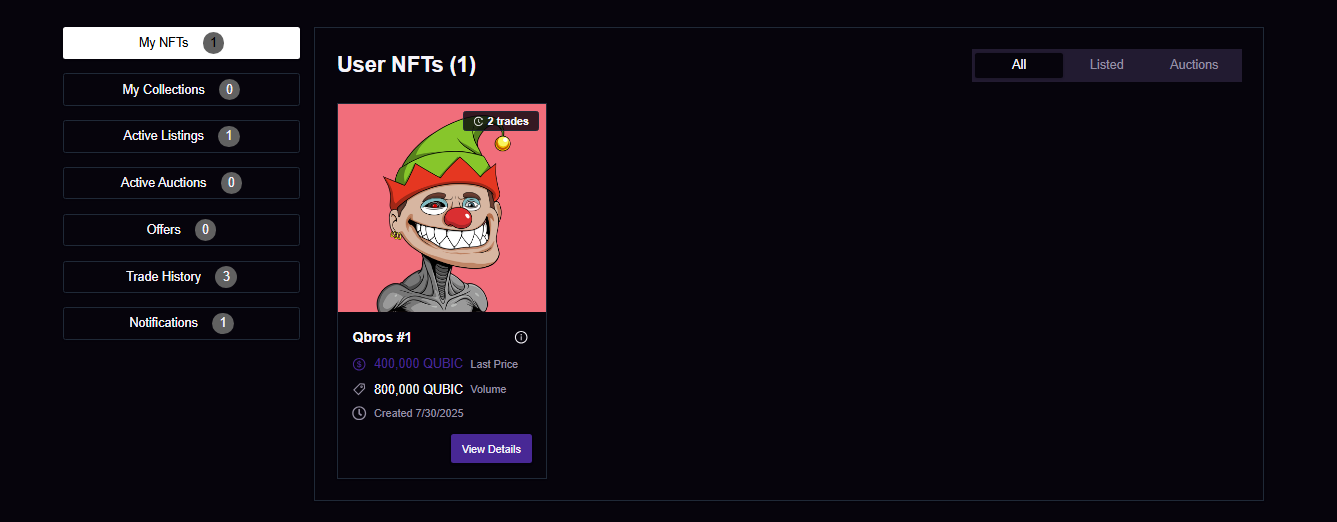 My NFTs 1
My Collections 0
Active Listings 1
Active Auctions 0
Offers 0
Trade History 3
Notifications 1
User NFTs (1)
All Listed Auctions
2 trades
Qbros #1
400,000 QUBIC Last Price
800,000 QUBIC Volume
Created 7/30/2025
View Details